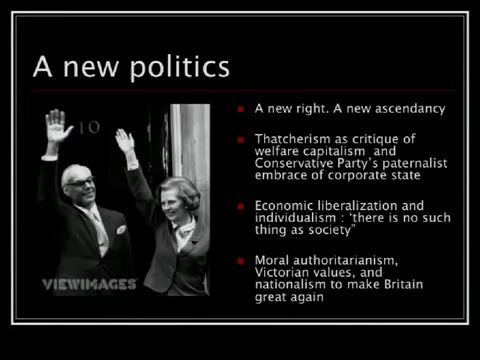 A new politics
10
A new right. A new ascendancy
Thatcherism as critique of
welfare capitalism and
Conservative Party's paternalist
embrace of corporate state
Economic liberalization and
individualism : 'there is no such
thing as society"
Moral authoritarianism,
Victorian values, and
nationalism to make Britain
great again
VIEWIMAGES